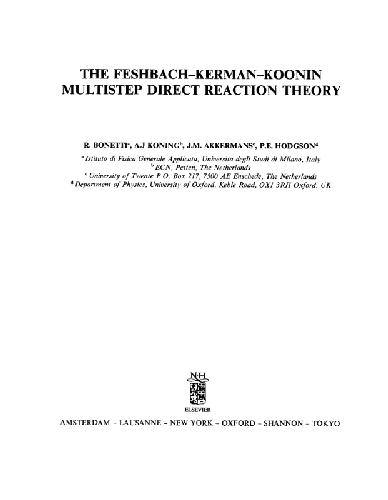 THE FESHBACH–KERMAN–KOONIN
MULTISTEP DIRECT REACTION THEORY
R. BONETTIᵃ, A.J KONINGᵇ, J.M. AKKERMANSᶜ, P.E. HODGSONᵈ
ᵃ Istituto di Fisica Generale Applicata, Universita degli Studi di Milano, Italy
ᵇ ECN, Petten, The Netherlands
ᶜ University of Twente P.O. Box 217, 7500 AE Enschede, The Netherlands
ᵈ Department of Physics, University of Oxford, Keble Road, OX1 3RH Oxford, UK
N·H
ELSEVIER
AMSTERDAM – LAUSANNE – NEW YORK – OXFORD – SHANNON – TOKYO